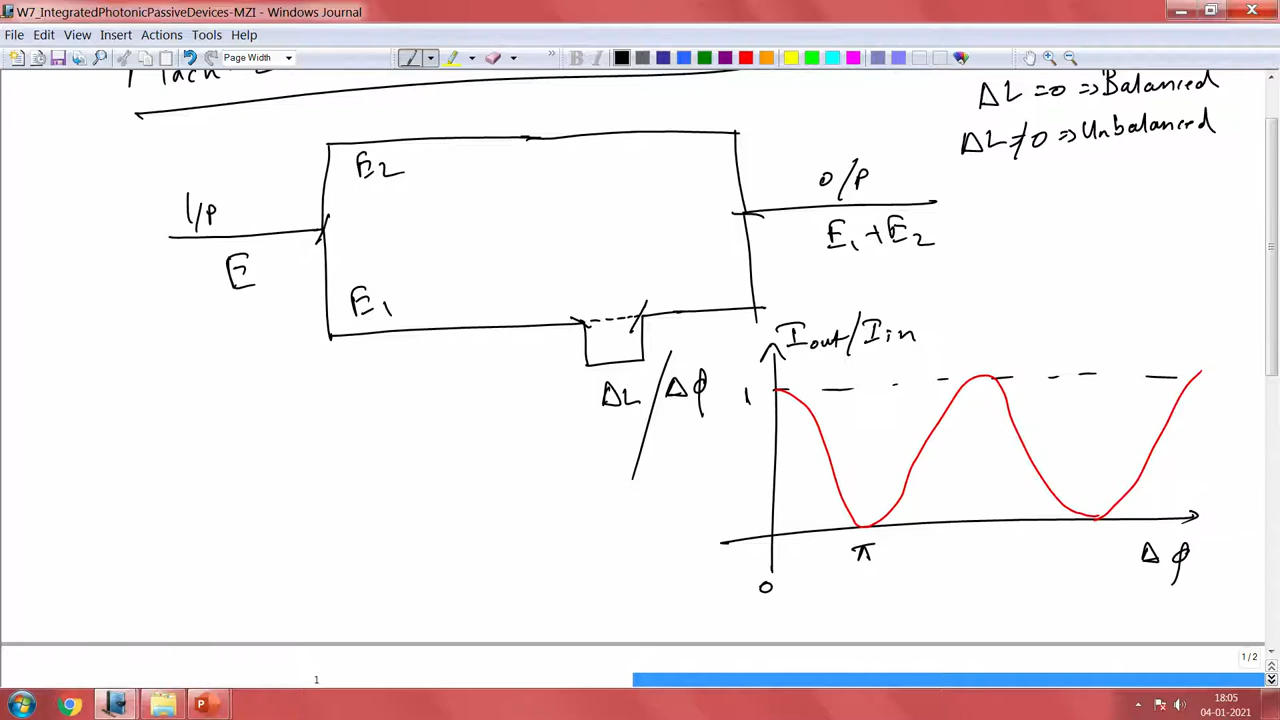 W7_IntegratedPhotonicPassiveDevices-MZI - Windows Journal
File Edit View Insert Actions Tools Help
Page Width
B I
Mach
ΔL =0 => Balanced
ΔL≠0 => Unbalanced
E2
I/P
E
O/P
E1+E2
E1
ΔL/Δφ
Iout/Iin
1
π
Δφ
0
1/2
1
18:05
04-01-2021